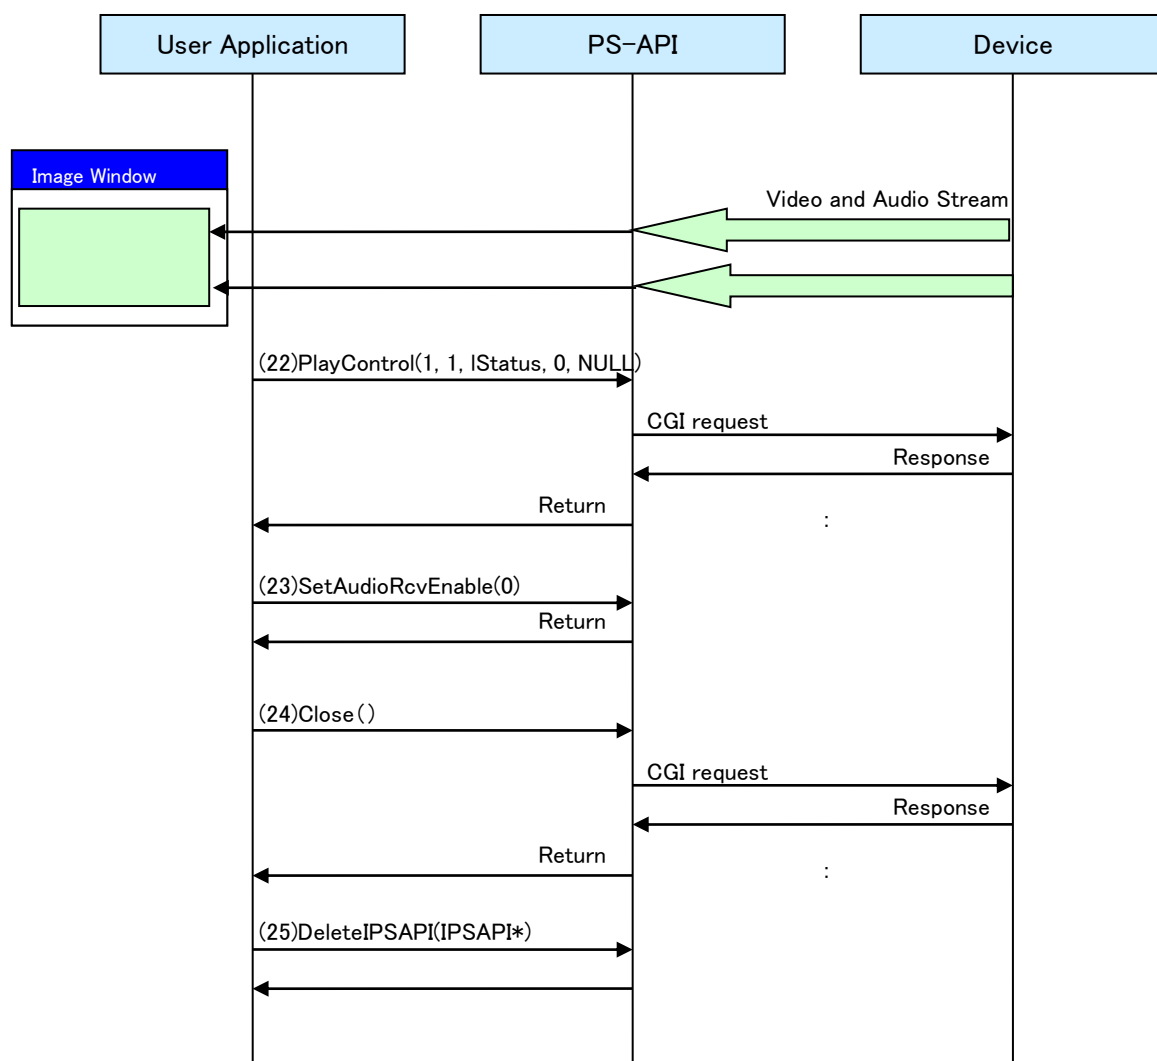 User Application
PS-API
Device
Image Window
Video and Audio Stream
(22)PlayControl(1, 1, lStatus, 0, NULL)
CGI request
Response
Return
:
(23)SetAudioRcvEnable(0)
Return
(24)Close()
CGI request
Response
Return
:
(25)DeleteIPSAPI(IPSAPI*)